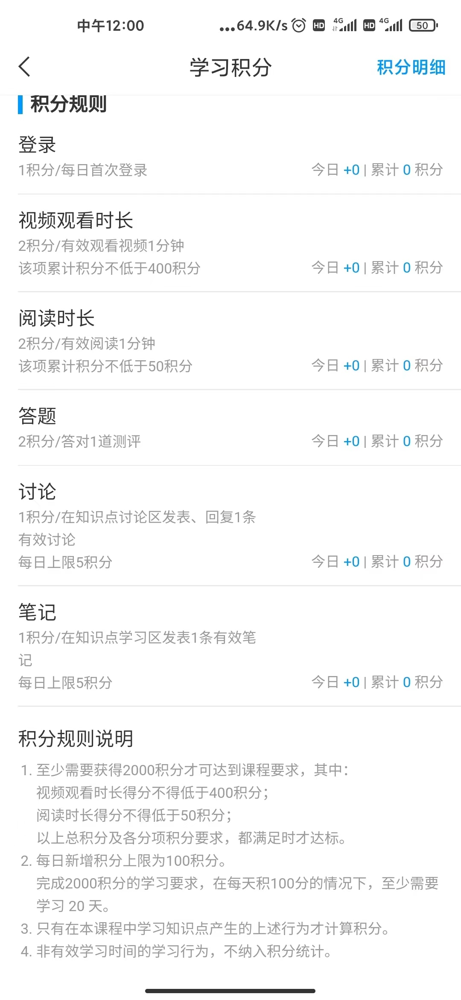 中午12:00
...64.9K/s HD 4G HD 4G 50
学习积分
积分明细
积分规则
登录
1积分/每日首次登录
今日 +0 | 累计 0 积分
视频观看时长
2积分/有效观看视频1分钟
该项累计积分不低于400积分
今日 +0 | 累计 0 积分
阅读时长
2积分/有效阅读1分钟
该项累计积分不低于50积分
今日 +0 | 累计 0 积分
答题
2积分/答对1道测评
今日 +0 | 累计 0 积分
讨论
1积分/在知识点讨论区发表、回复1条
有效讨论
每日上限5积分
今日 +0 | 累计 0 积分
笔记
1积分/在知识点学习区发表1条有效笔
记
每日上限5积分
今日 +0 | 累计 0 积分
积分规则说明
1. 至少需要获得2000积分才可达到课程要求，其中：
视频观看时长得分不得低于400积分；
阅读时长得分不得低于50积分；
以上总积分及各分项积分要求，都满足时才达标。
2. 每日新增积分上限为100积分。
完成2000积分的学习要求，在每天积100分的情况下，至少需要
学习 20 天。
3. 只有在本课程中学习知识点产生的上述行为才计算积分。
4. 非有效学习时间的学习行为，不纳入积分统计。